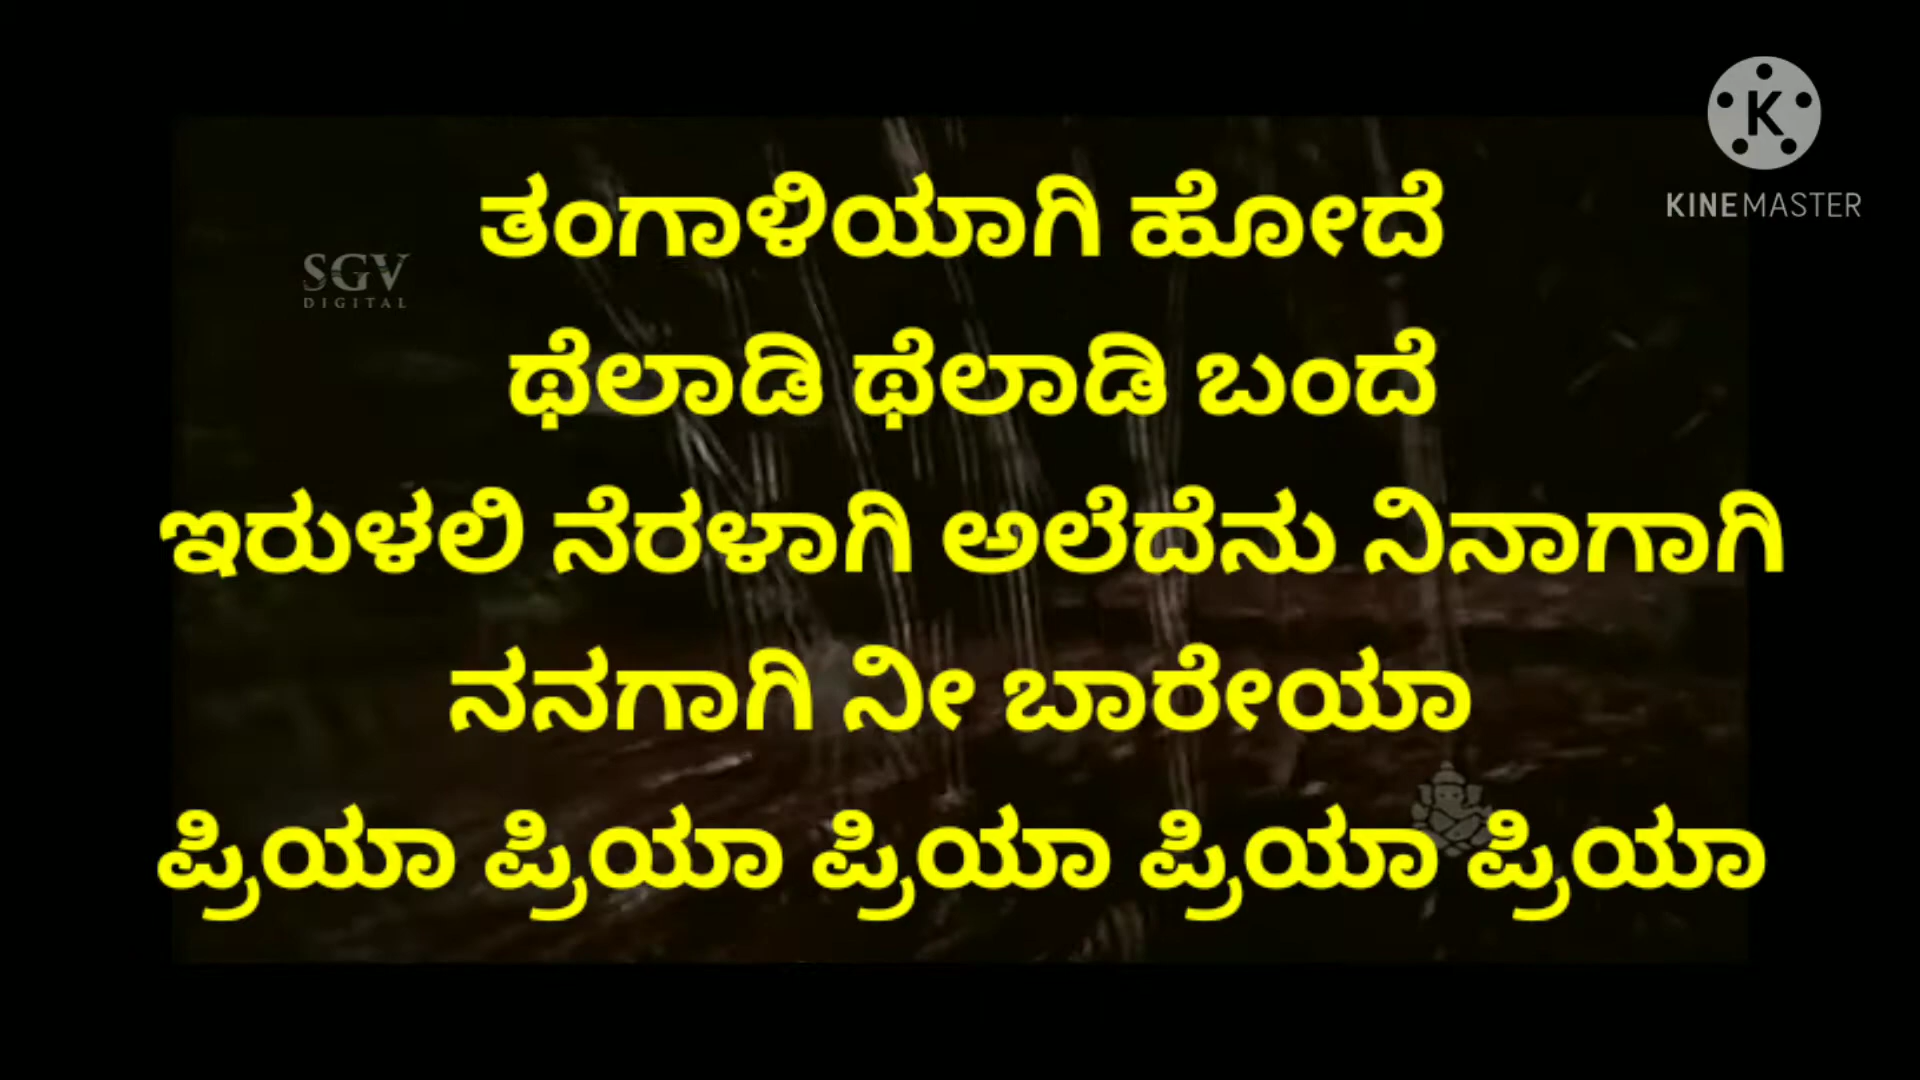 KINEMASTER
SGV
DIGITAL
ತಂಗಾಳಿಯಾಗಿ ಹೋದೆ
ಥೆಲಾಡಿ ಥೆಲಾಡಿ ಬಂದೆ
ಇರುಳಲಿ ನೆರಳಾಗಿ ಅಲೆದೆನು ನಿನಾಗಾಗಿ
ನನಗಾಗಿ ನೀ ಬಾರೇಯಾ
ಪ್ರಿಯಾ ಪ್ರಿಯಾ ಪ್ರಿಯಾ ಪ್ರಿಯಾ ಪ್ರಿಯಾ